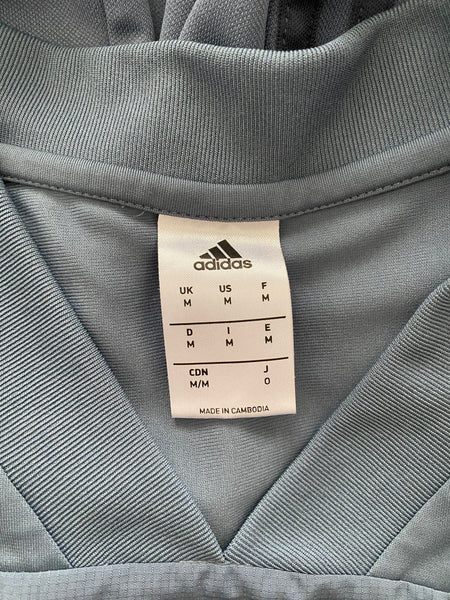 adidas
UK US F
M M M
D I E
M M M
CDN J
M/M O
MADE IN CAMBODIA